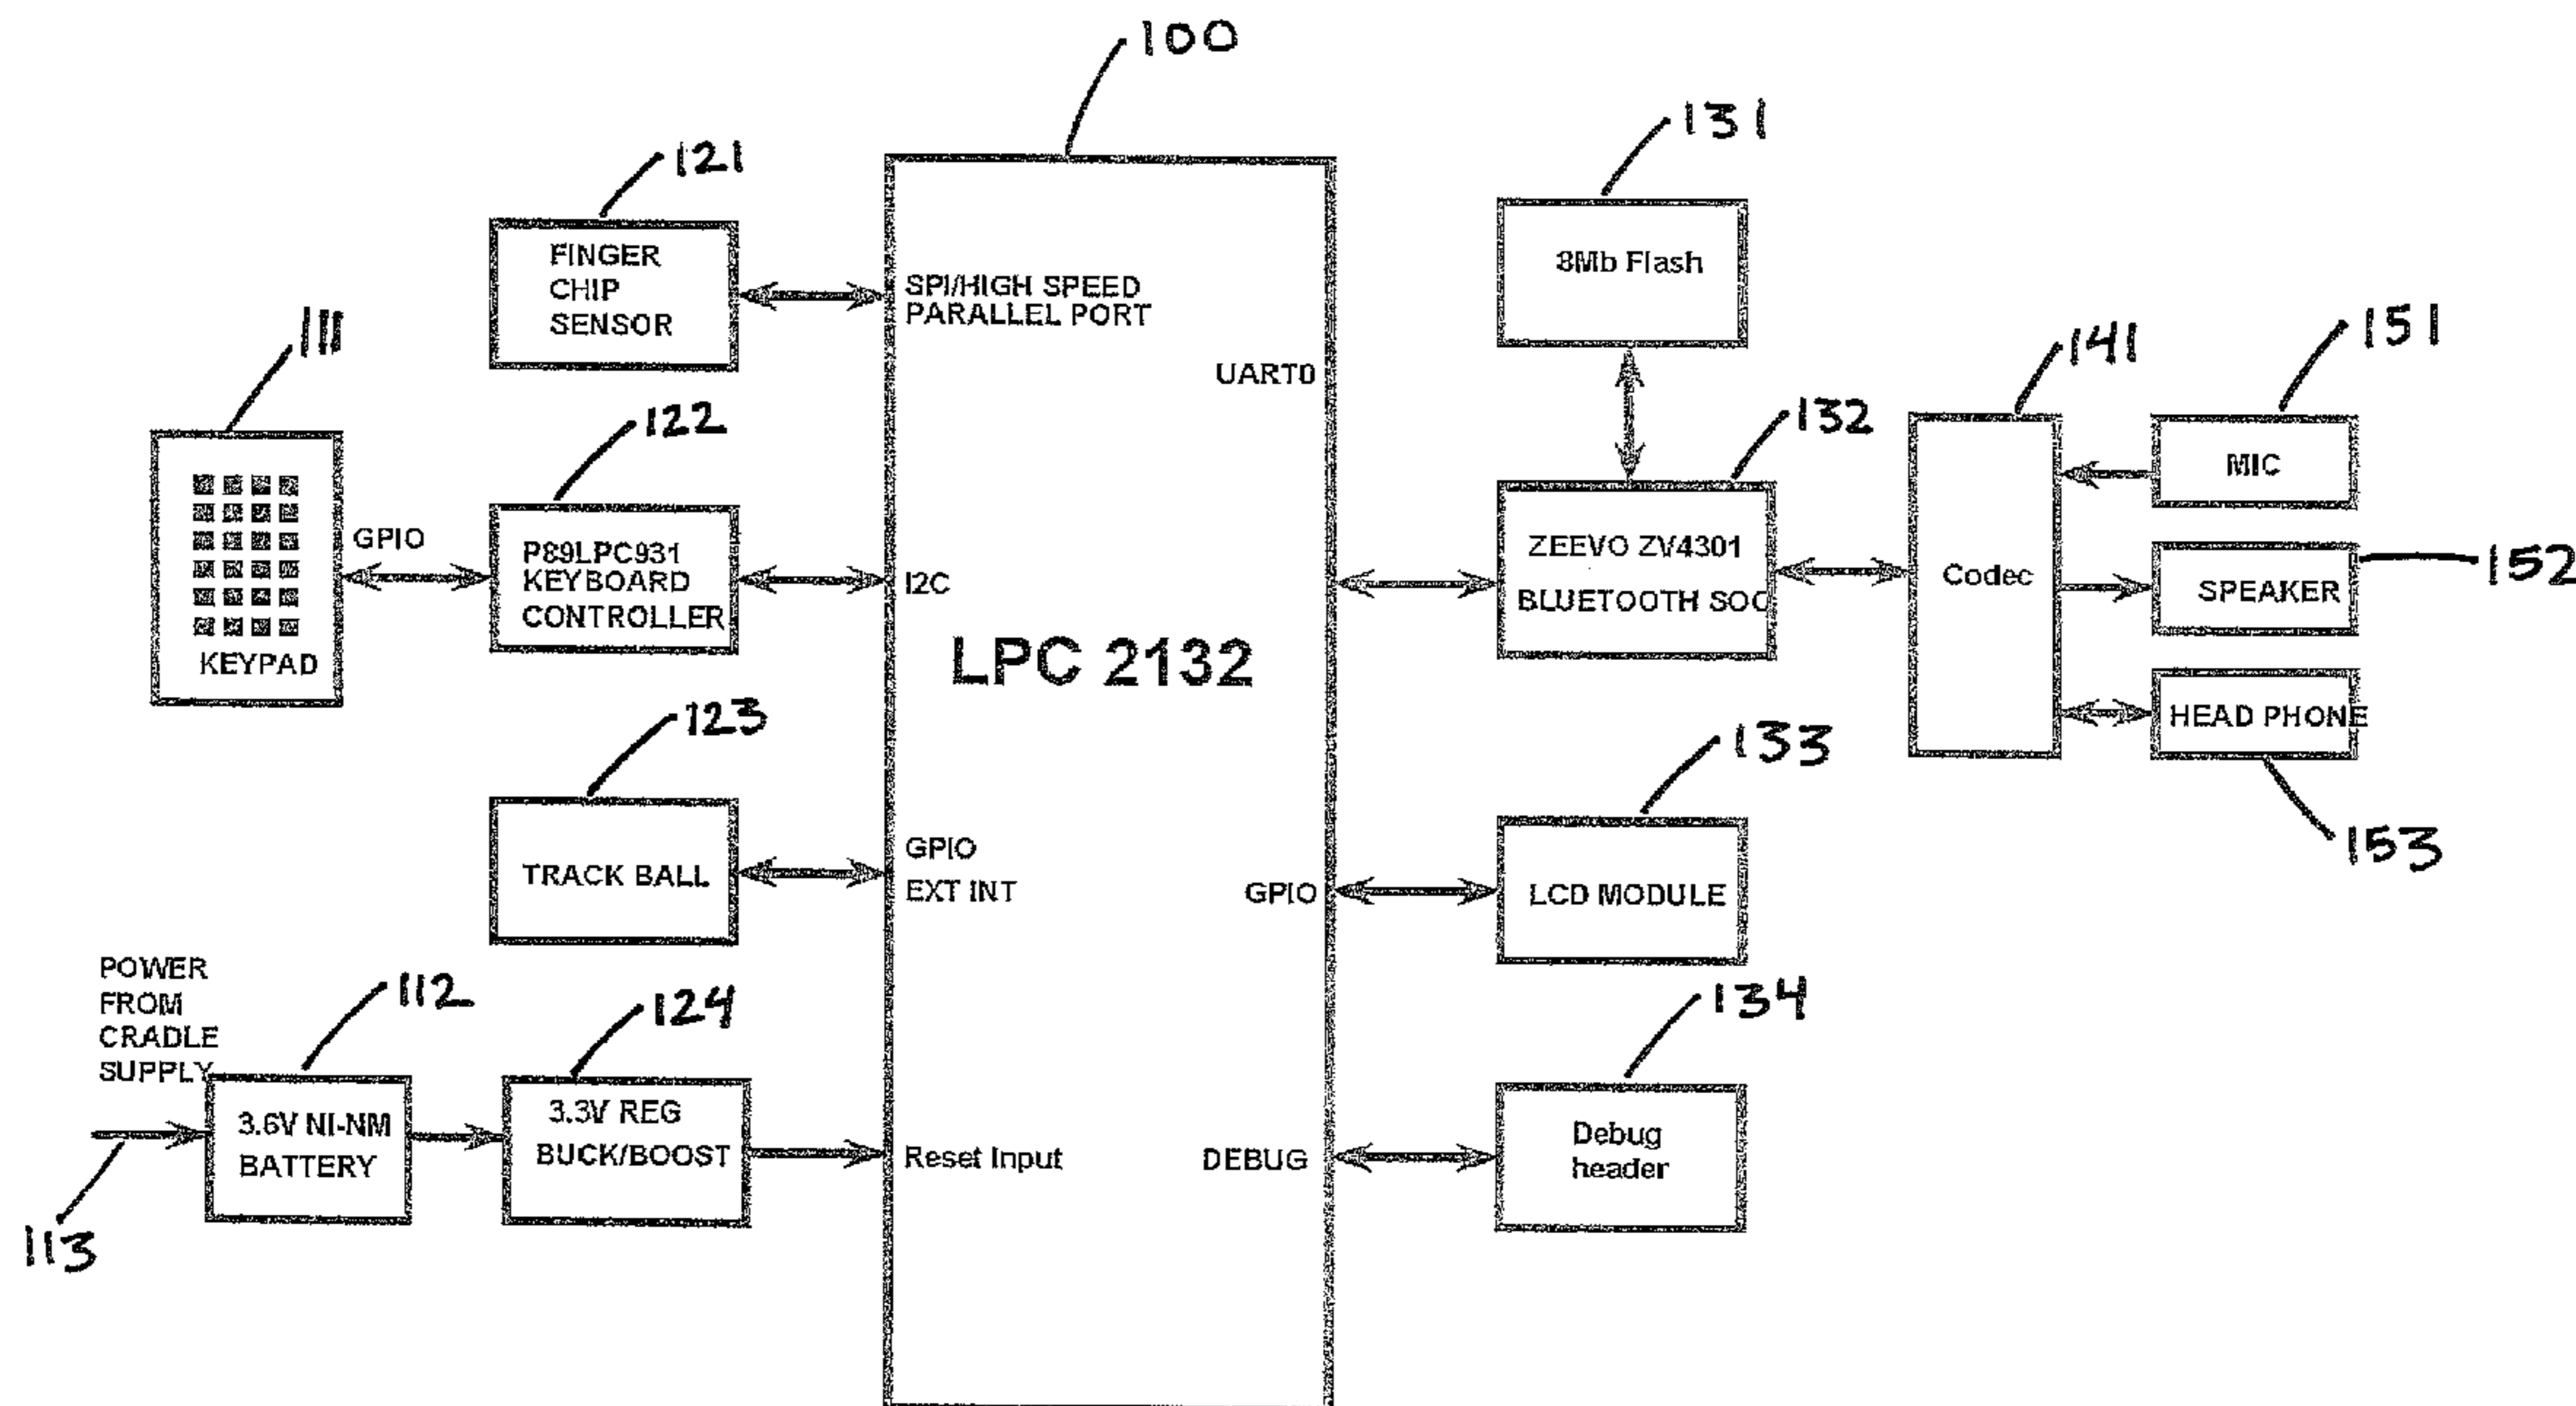 100
131
121
FINGER
CHIP
SENSOR
SPI/HIGH SPEED
PARALLEL PORT
8Mb Flash
111
151
141
UART0
122
132
GPIO
KEYPAD
P89LPC931
KEYBOARD
CONTROLLER
I2C
LPC 2132
ZEEVO ZV4301
BLUETOOTH SOC
Codec
MIC
SPEAKER
152
HEAD PHONE
153
123
133
TRACK BALL
GPIO
EXT INT
GPIO
LCD MODULE
POWER
FROM
CRADLE
SUPPLY
112
124
134
3.6V NI-NM
BATTERY
3.3V REG
BUCK/BOOST
Reset Input
DEBUG
Debug
header
113